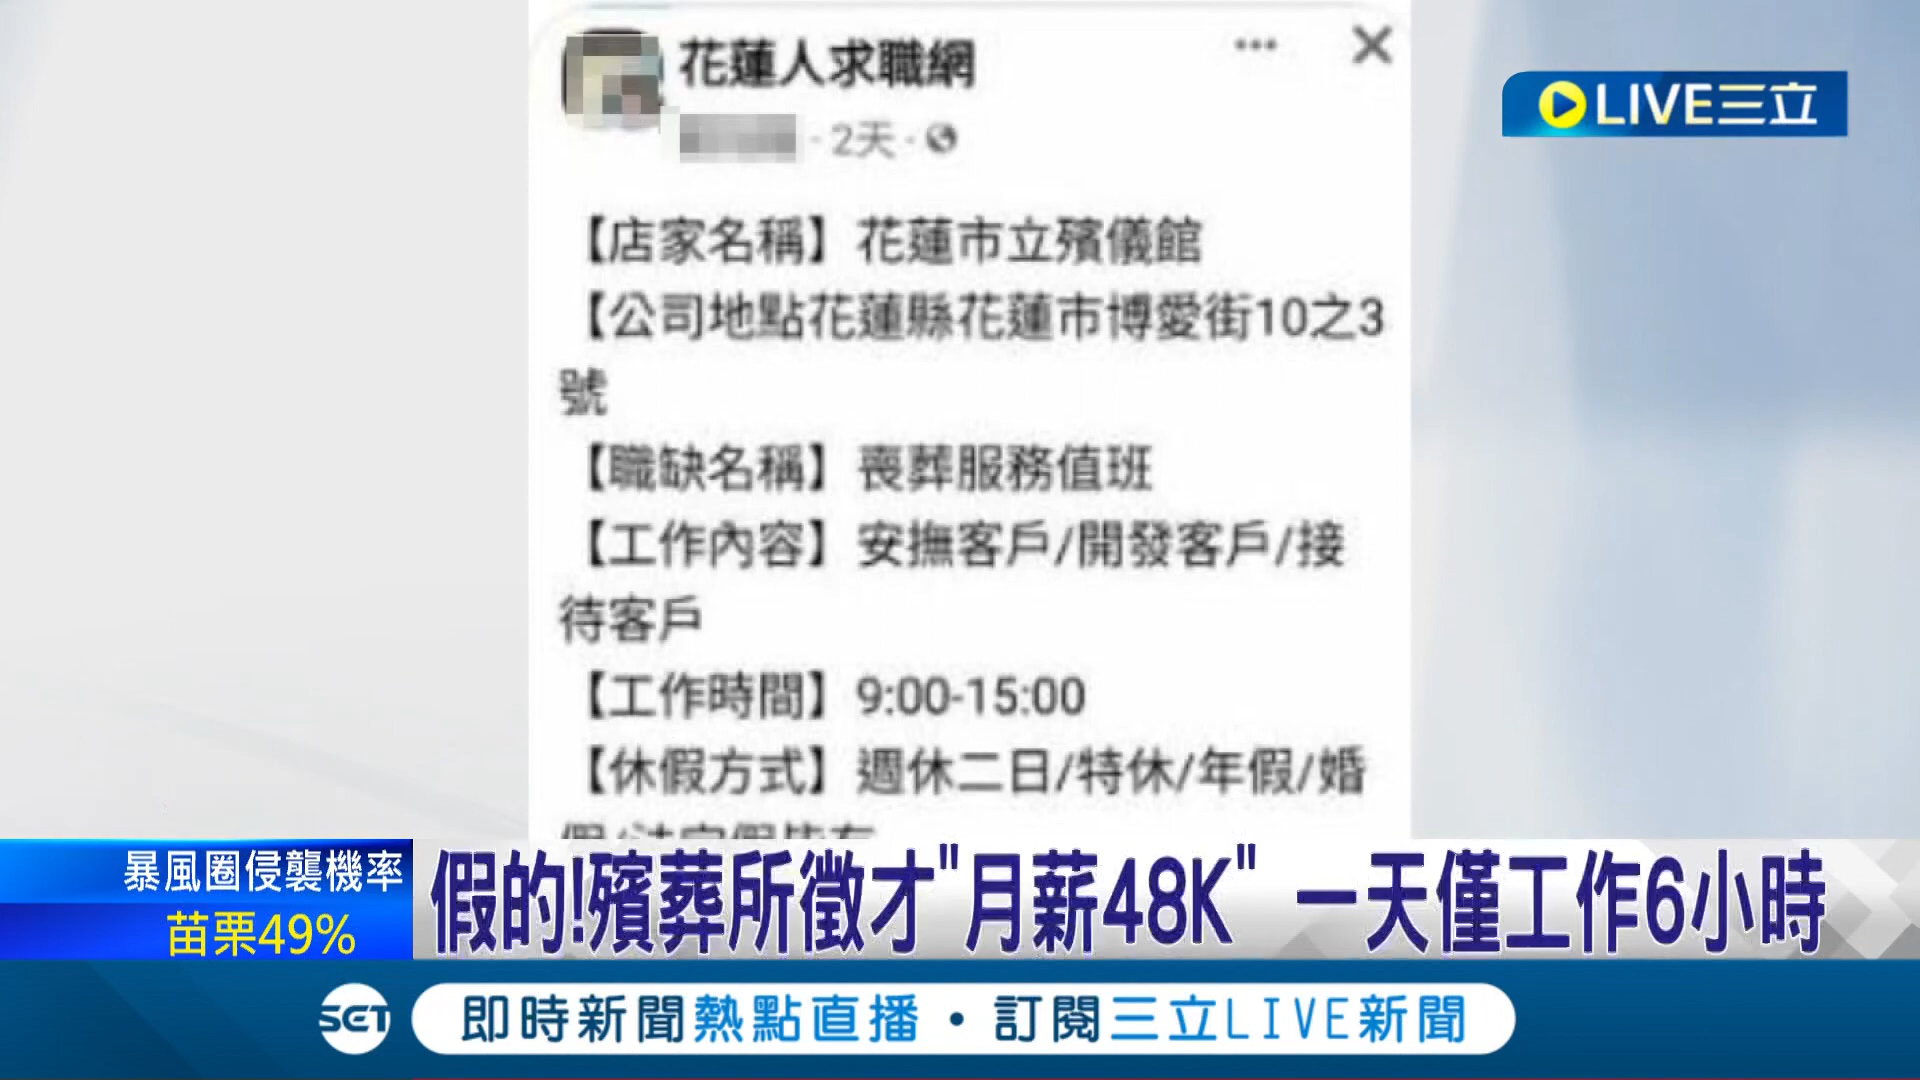 花蓮人求職網
· 2天 ·
LIVE三立
【店家名稱】花蓮市立殯儀館
【公司地點花蓮縣花蓮市博愛街10之3
號
【職缺名稱】喪葬服務值班
【工作內容】安撫客戶/開發客戶/接
待客戶
【工作時間】9:00-15:00
【休假方式】週休二日/特休/年假/婚
暴風圈侵襲機率
苗栗49%
假的!殯葬所徵才"月薪48K" 一天僅工作6小時
SET
即時新聞熱點直播・訂閱三立LIVE新聞